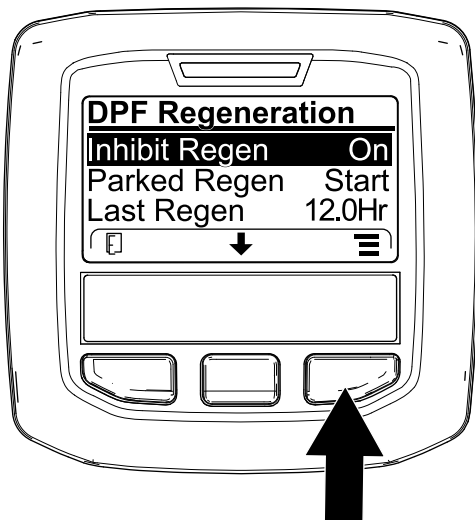 DPF Regeneration
Inhibit Regen On
Parked Regen Start
Last Regen 12.0Hr